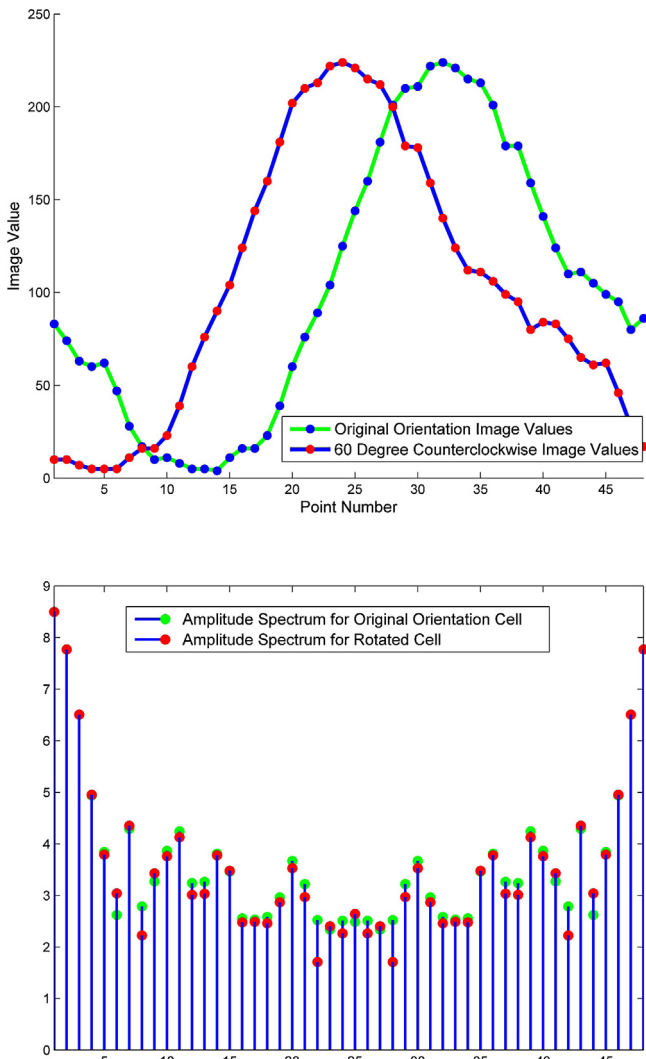 250
200
150
100
50
0
Image Value
Original Orientation Image Values
60 Degree Counterclockwise Image Values
5 10 15 20 25 30 35 40 45
Point Number
9
8
7
6
5
4
3
2
1
0
Amplitude Spectrum for Original Orientation Cell
Amplitude Spectrum for Rotated Cell